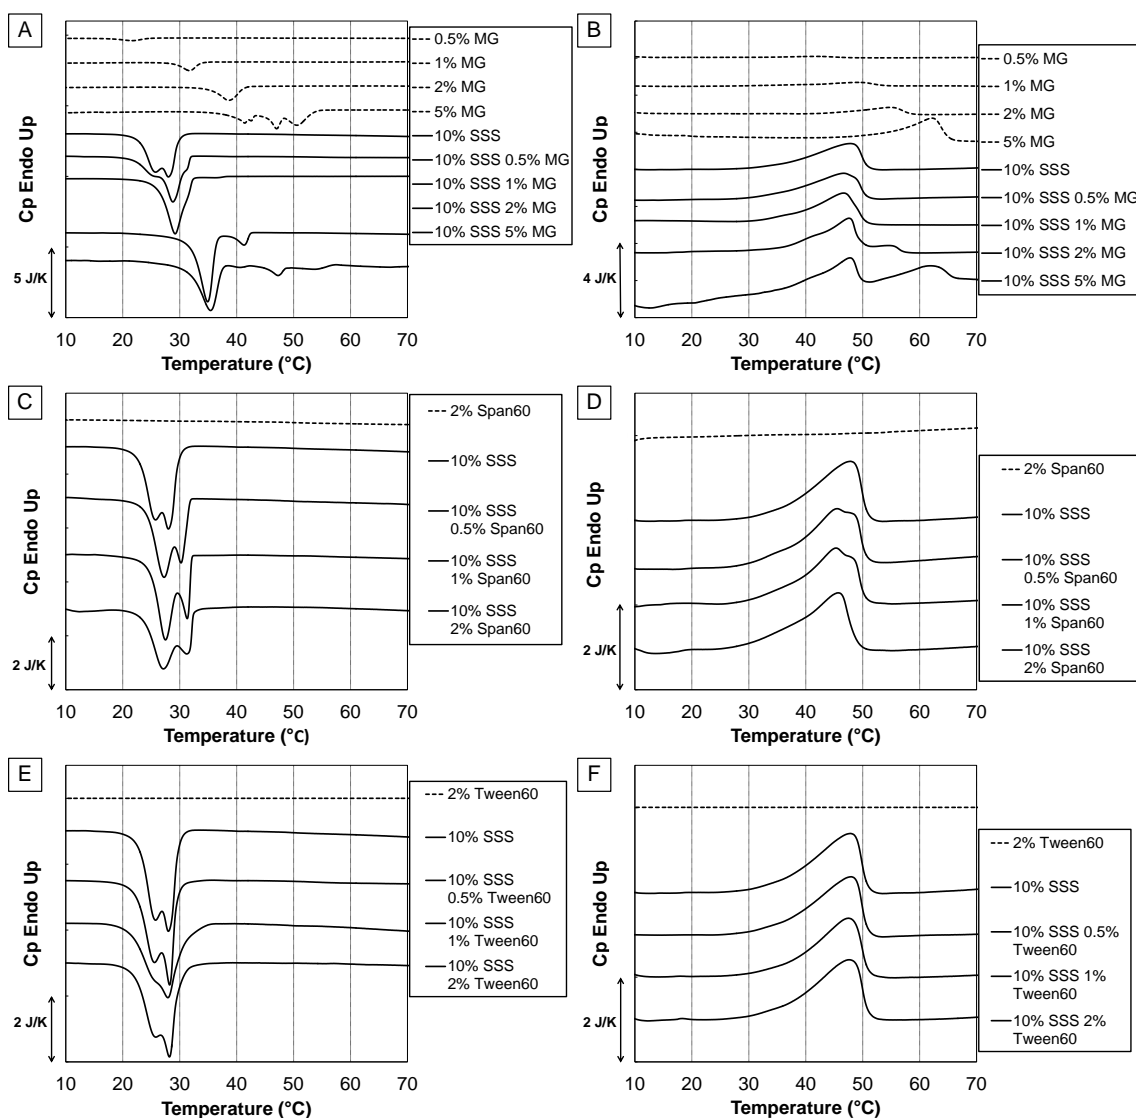 A
0.5% MG
1% MG
2% MG
5% MG
10% SSS
10% SSS 0.5% MG
10% SSS 1% MG
10% SSS 2% MG
10% SSS 5% MG
Cp Endo Up
5 J/K
10 20 30 40 50 60 70
Temperature (°C)
B
0.5% MG
1% MG
2% MG
5% MG
10% SSS
10% SSS 0.5% MG
10% SSS 1% MG
10% SSS 2% MG
10% SSS 5% MG
Cp Endo Up
4 J/K
10 20 30 40 50 60 70
Temperature (°C)
C
2% Span60
10% SSS
10% SSS
0.5% Span60
10% SSS
1% Span60
10% SSS
2% Span60
Cp Endo Up
2 J/K
10 20 30 40 50 60 70
Temperature (°C)
D
2% Span60
10% SSS
10% SSS
0.5% Span60
10% SSS
1% Span60
10% SSS
2% Span60
Cp Endo Up
2 J/K
10 20 30 40 50 60 70
Temperature (°C)
E
2% Tween60
10% SSS
10% SSS
0.5% Tween60
10% SSS
1% Tween60
10% SSS
2% Tween60
Cp Endo Up
2 J/K
10 20 30 40 50 60 70
Temperature (°C)
F
2% Tween60
10% SSS
10% SSS 0.5%
Tween60
10% SSS 1%
Tween60
10% SSS 2%
Tween60
Cp Endo Up
2 J/K
10 20 30 40 50 60 70
Temperature (°C)